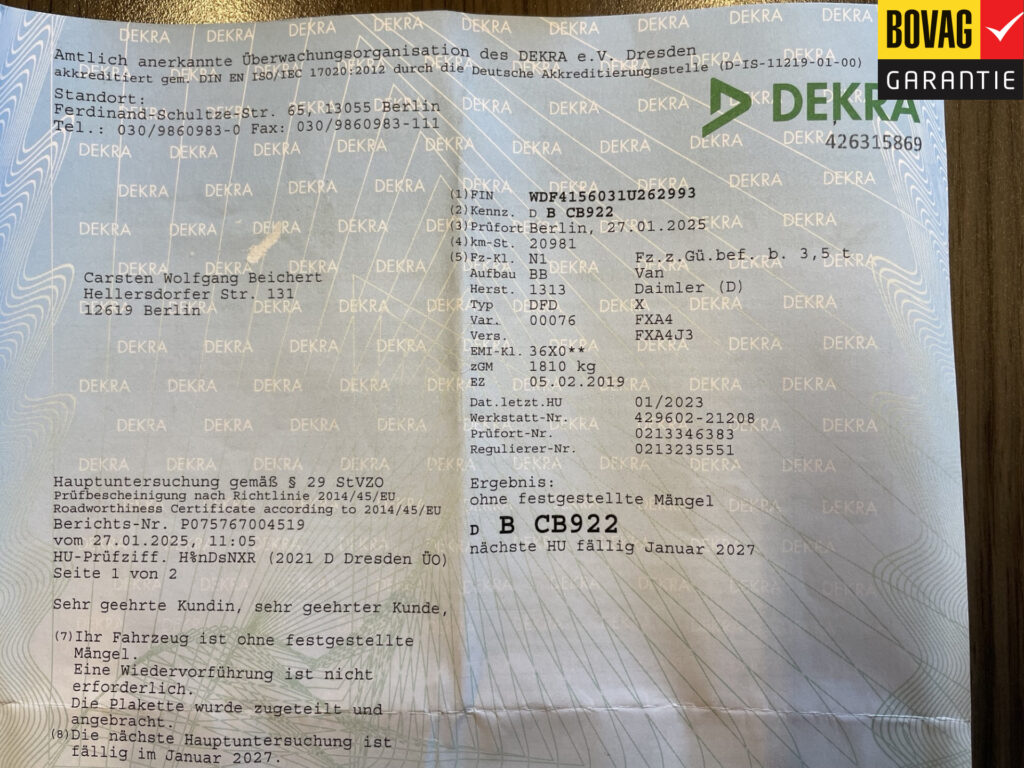 BOVAG
GARANTIE
Amtlich anerkannte Überwachungsorganisation des DEKRA e.V. Dresden
akkreditiert gem. DIN EN ISO/IEC 17020:2012 durch die Deutsche Akkreditierungsstelle (D-IS-11219-01-00)
Standort:
Ferdinand-Schultze-Str. 65, 13055 Berlin
Tel.: 030/9860983-0 Fax: 030/9860983-111
DEKRA
426315869
(1) FIN WDF4156031U262993
(2) Kennz. D B CB922
(3) Prüfort Berlin, 27.01.2025
(4) km-St. 20981
(5) Fz-Kl. N1 Fz.z.Gü.bef. b. 3,5 t
Aufbau BB Van
Herst. 1313 Daimler (D)
Typ DFD X
Var. 00076 FXA4
Vers. FXA4J3
EMI-Kl. 36X0**
zGM 1810 kg
EZ 05.02.2019
Dat.letzt.HU 01/2023
Werkstatt-Nr. 429602-21208
Prüfort-Nr. 0213346383
Regulierer-Nr. 0213235551
Carsten Wolfgang Beichert
Hellersdorfer Str. 131
12619 Berlin
Hauptuntersuchung gemäß § 29 StVZO
Prüfbescheinigung nach Richtlinie 2014/45/EU
Roadworthiness Certificate according to 2014/45/EU
Berichts-Nr. P075767004519
vom 27.01.2025, 11:05
HU-Prüfziff. H%nDsNXR (2021 D Dresden ÜO)
Seite 1 von 2
Ergebnis:
ohne festgestellte Mängel
D B CB922
nächste HU fällig Januar 2027
Sehr geehrte Kundin, sehr geehrter Kunde,
(7) Ihr Fahrzeug ist ohne festgestellte
Mängel.
Eine Wiedervorführung ist nicht
erforderlich.
Die Plakette wurde zugeteilt und
angebracht.
(8) Die nächste Hauptuntersuchung ist
fällig im Januar 2027.